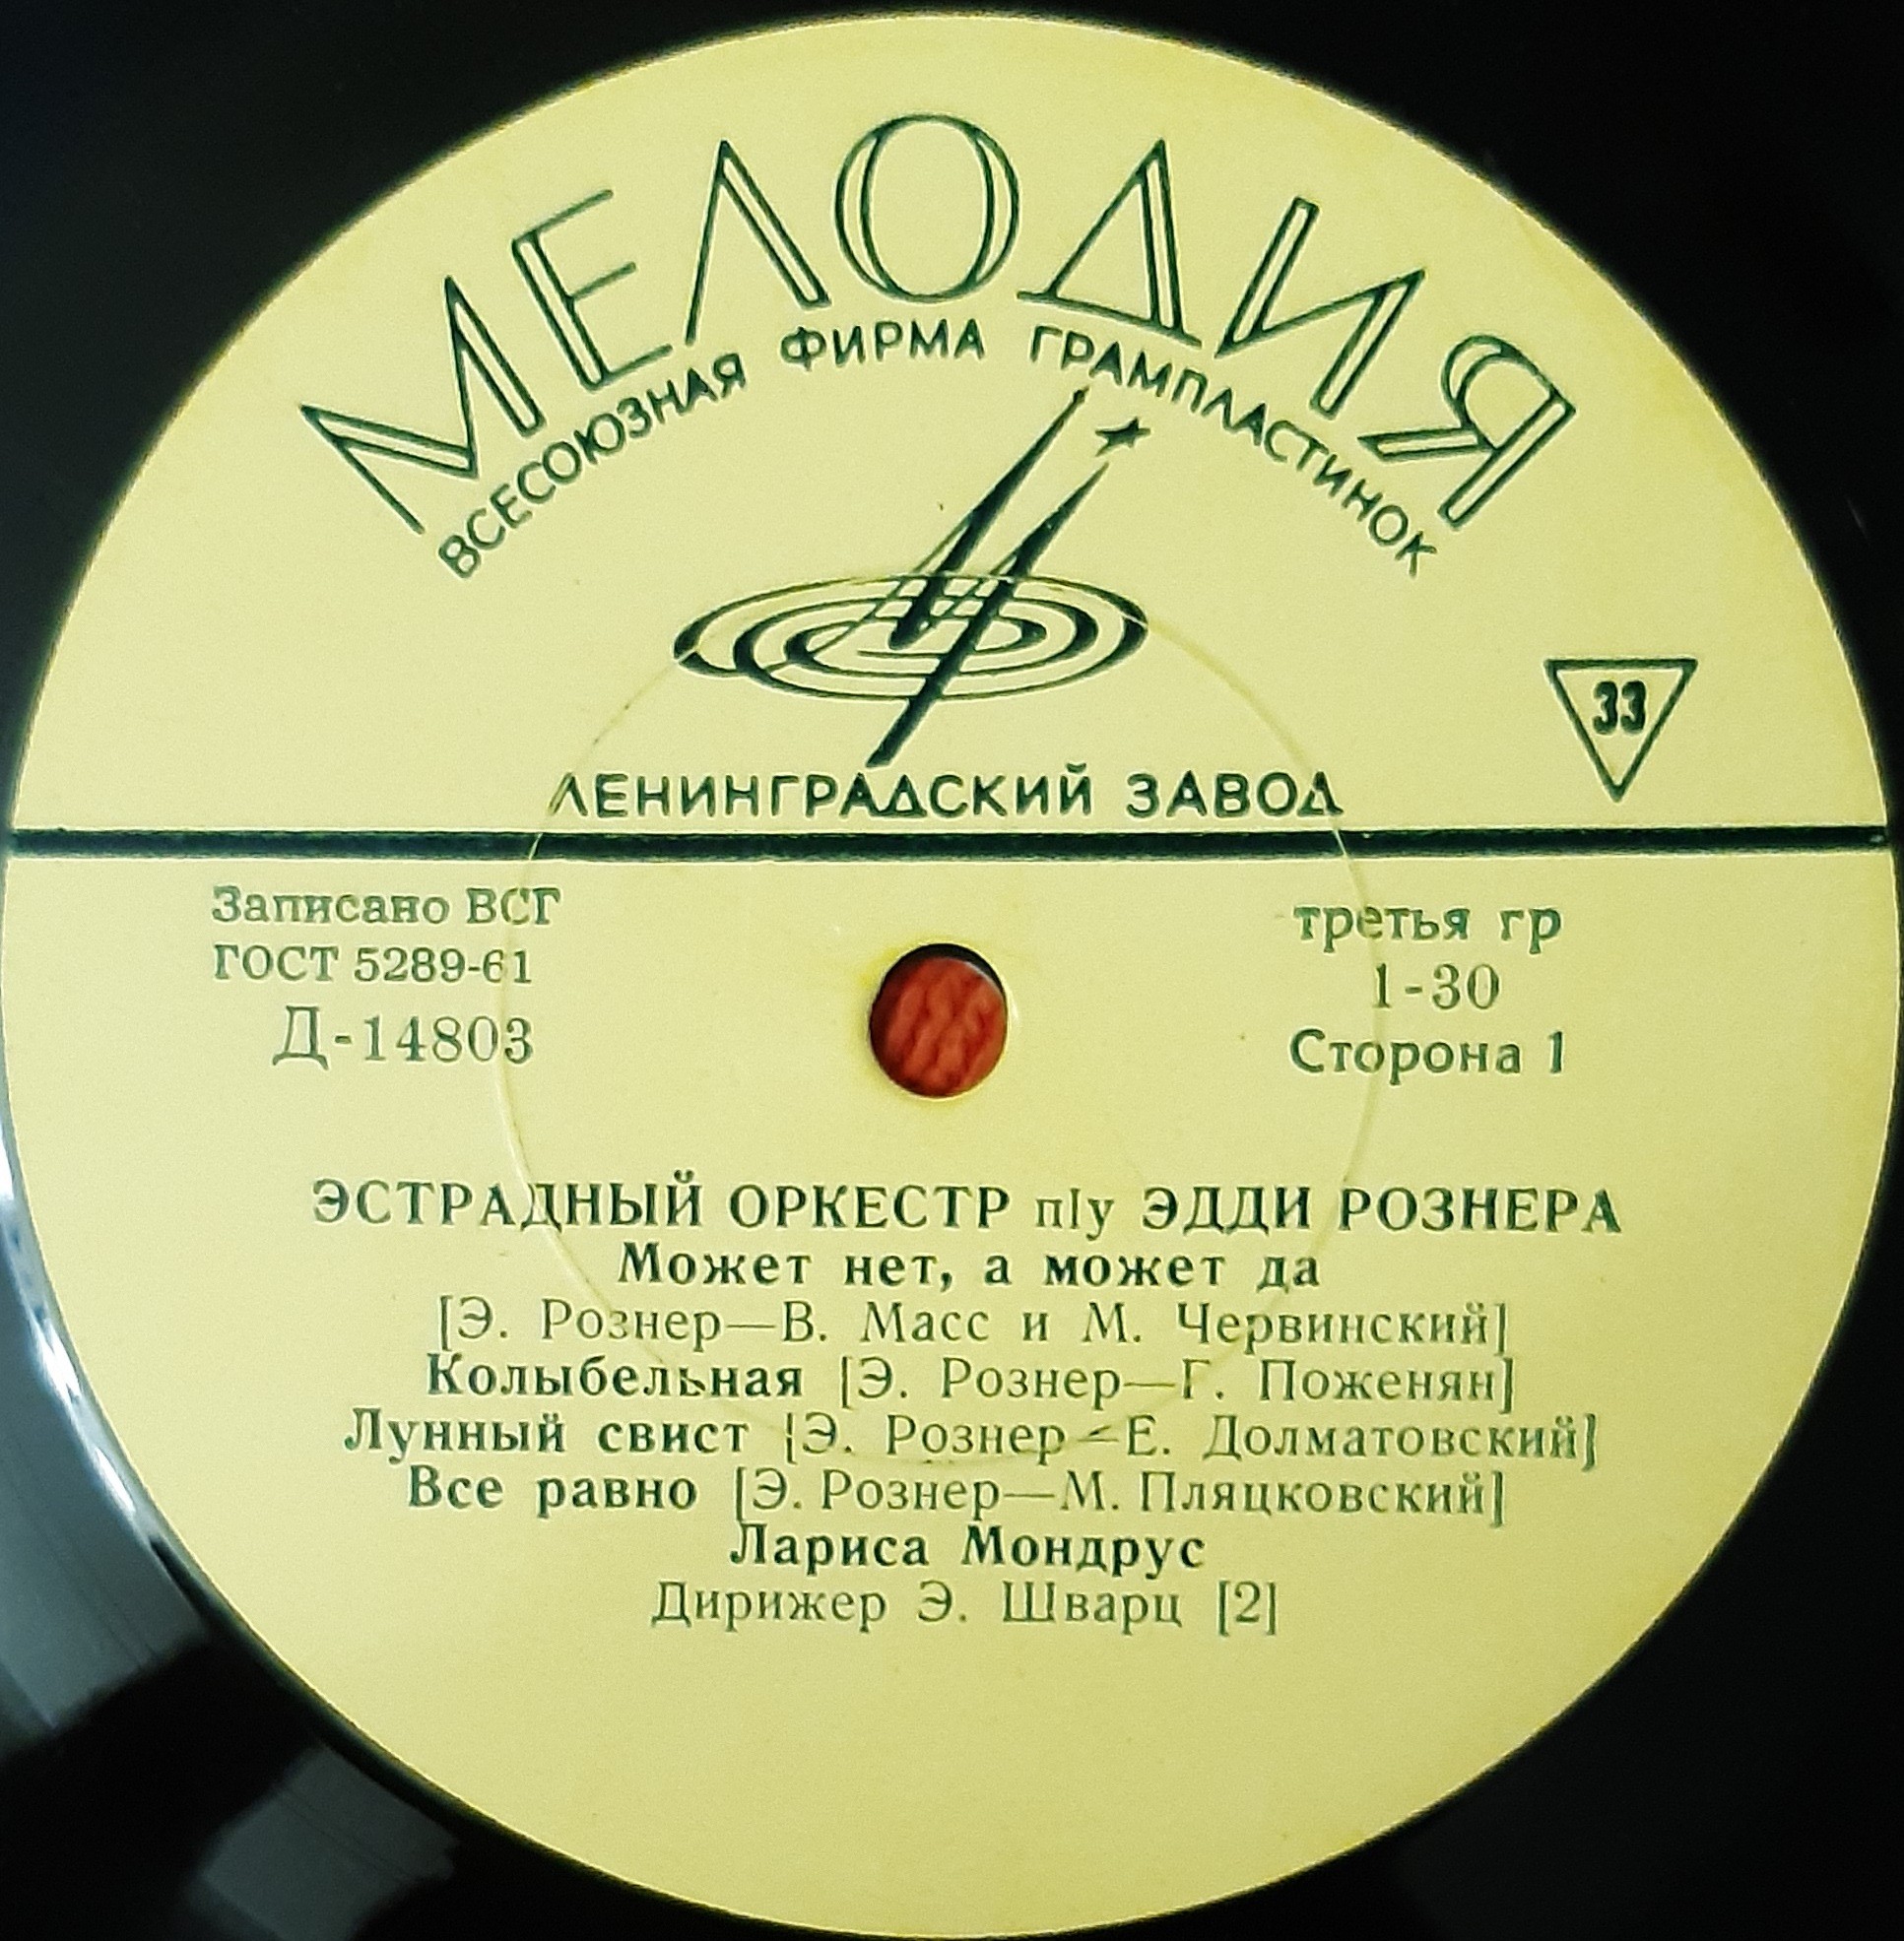 МЕЛОДИЯ
ВСЕСОЮЗНАЯ ФИРМА ГРАМПЛАСТИНОК
33
ЛЕНИНГРАДСКИЙ ЗАВОД
Записано ВСГ
ГОСТ 5289-61
Д-14803
третья гр
1-30
Сторона 1
ЭСТРАДНЫЙ ОРКЕСТР п/у ЭДДИ РОЗНЕРА
Может нет, а может да
[Э. Рознер—В. Масс и М. Червинский]
Колыбельная [Э. Рознер—Г. Поженян]
Лунный свист [Э. Рознер—Е. Долматовский]
Все равно [Э. Рознер—М. Пляцковский]
Лариса Мондрус
Дирижер Э. Шварц [2]